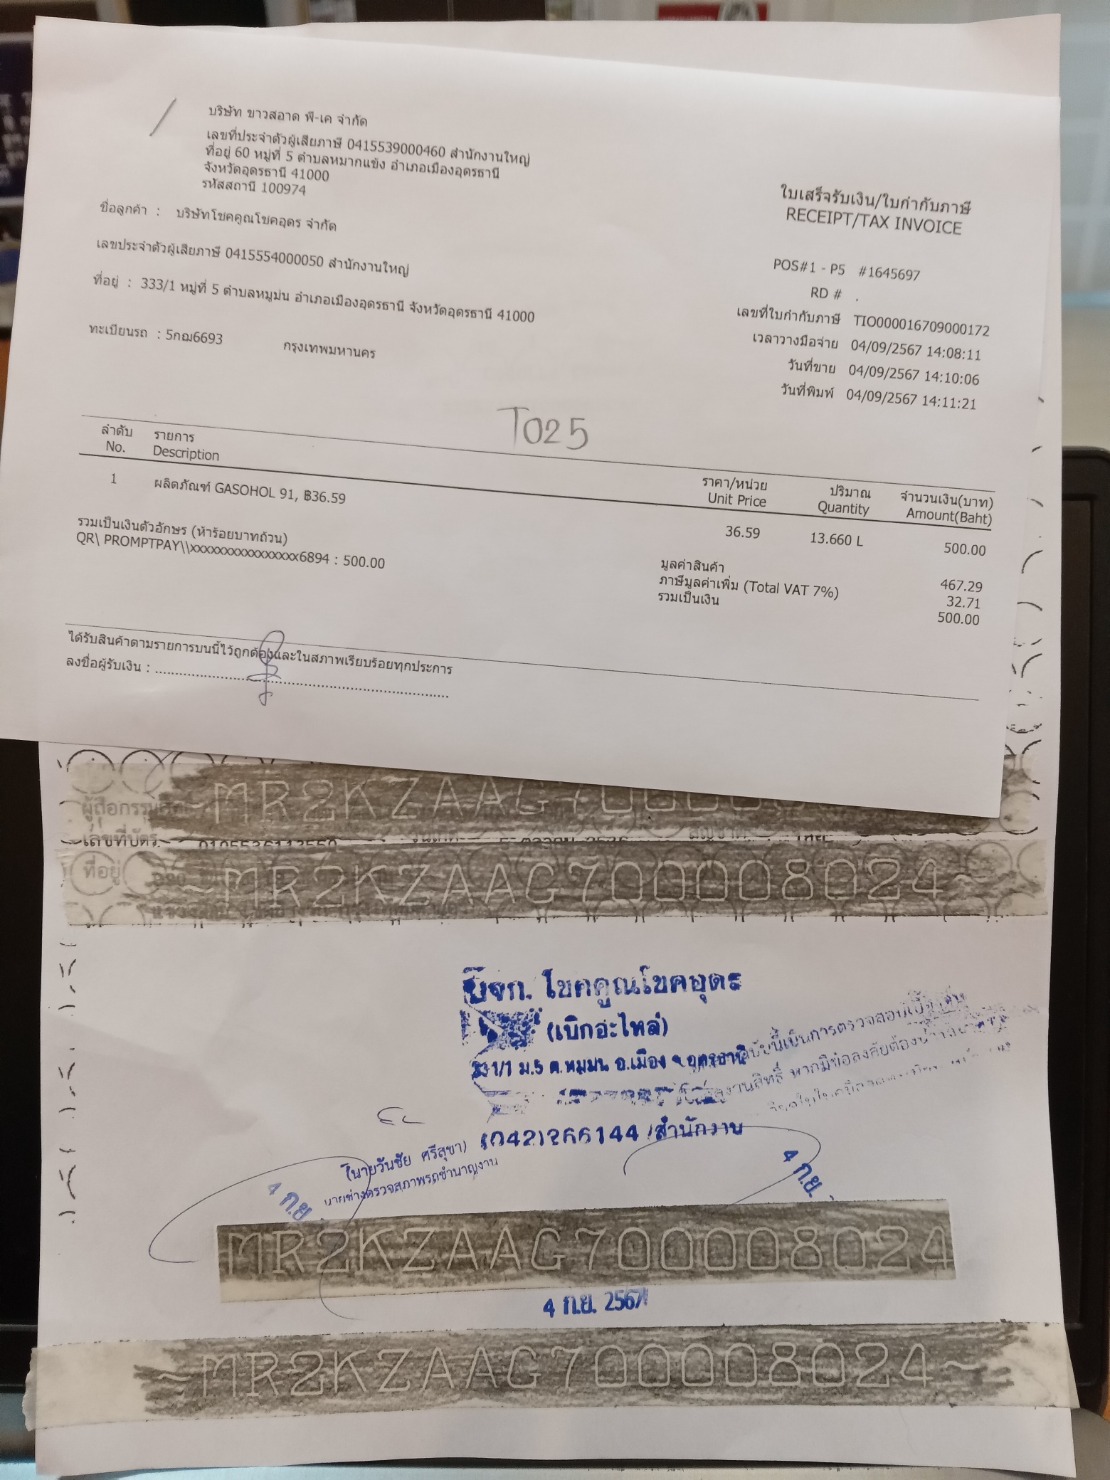 บริษัท ขาวสอาด พี-เค จำกัด
เลขที่ประจำตัวผู้เสียภาษี 0415539000460 สำนักงานใหญ่
ที่อยู่ 60 หมู่ที่ 5 ตำบลหมากแข้ง อำเภอเมืองอุดรธานี
จังหวัดอุดรธานี 41000
รหัสสถานี 100974
ใบเสร็จรับเงิน/ใบกำกับภาษี
RECEIPT/TAX INVOICE
ชื่อลูกค้า : บริษัทโชคคูณโชคอุดร จำกัด
เลขประจำตัวผู้เสียภาษี 0415554000050 สำนักงานใหญ่
ที่อยู่ : 333/1 หมู่ที่ 5 ตำบลหมูม่น อำเภอเมืองอุดรธานี จังหวัดอุดรธานี 41000
ทะเบียนรถ : 5กฌ6693 กรุงเทพมหานคร
POS#1 - P5 #1645697
RD # .
เลขที่ใบกำกับภาษี TIO000016709000172
เวลาวางมือจ่าย 04/09/2567 14:08:11
วันที่ขาย 04/09/2567 14:10:06
วันที่พิมพ์ 04/09/2567 14:11:21
T025
ลำดับ รายการ ราคา/หน่วย ปริมาณ จำนวนเงิน(บาท)
No. Description Unit Price Quantity Amount(Baht)
1 ผลิตภัณฑ์ GASOHOL 91, ฿36.59 36.59 13.660 L 500.00
รวมเป็นเงินตัวอักษร (ห้าร้อยบาทถ้วน)
QR\ PROMPTPAY\\xxxxxxxxxxxxxxxx6894 : 500.00
มูลค่าสินค้า 467.29
ภาษีมูลค่าเพิ่ม (Total VAT 7%) 32.71
รวมเป็นเงิน 500.00
ได้รับสินค้าตามรายการบนนี้ไว้ถูกต้องและในสภาพเรียบร้อยทุกประการ
ลงชื่อผู้รับเงิน :
MR2KZAAG70000
เลขที่บัตร
ที่อยู่
~MR2KZAAG700008024~
บจก. โชคคูณโชคอุดร
(เบิกอะไหล่)
ม.5 ต.หมูม่น อ.เมือง จ.อุดรธานี
(042)266144/สำนักงาน
(นายวันชัย ศรีสุขา)
นายช่างตรวจสภาพรถชำนาญงาน
4 ก.ย.
4 ก.ย.
MR2KZAAG700008024
4 ก.ย. 2567
~MR2KZAAG700008024~